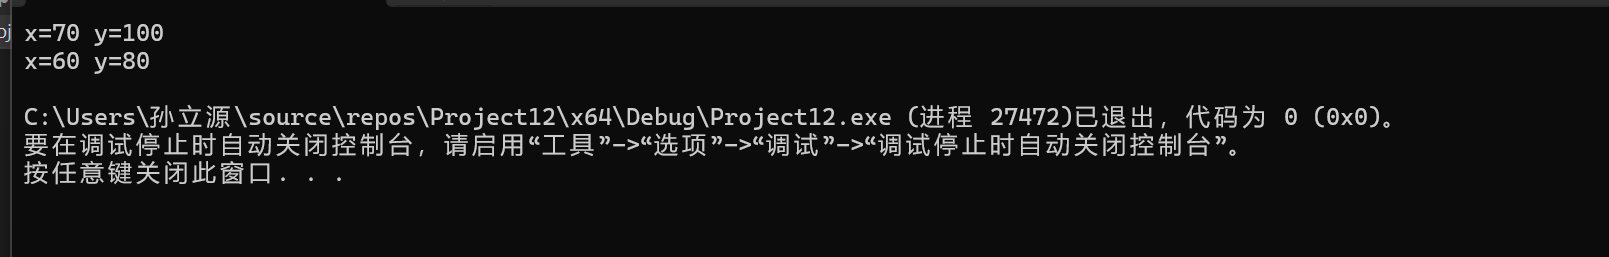 oj
x=70 y=100
x=60 y=80
C:\Users\孙立源\source\repos\Project12\x64\Debug\Project12.exe (进程 27472)已退出，代码为 0 (0x0)。
要在调试停止时自动关闭控制台，请启用“工具”->“选项”->“调试”->“调试停止时自动关闭控制台”。
按任意键关闭此窗口. . .